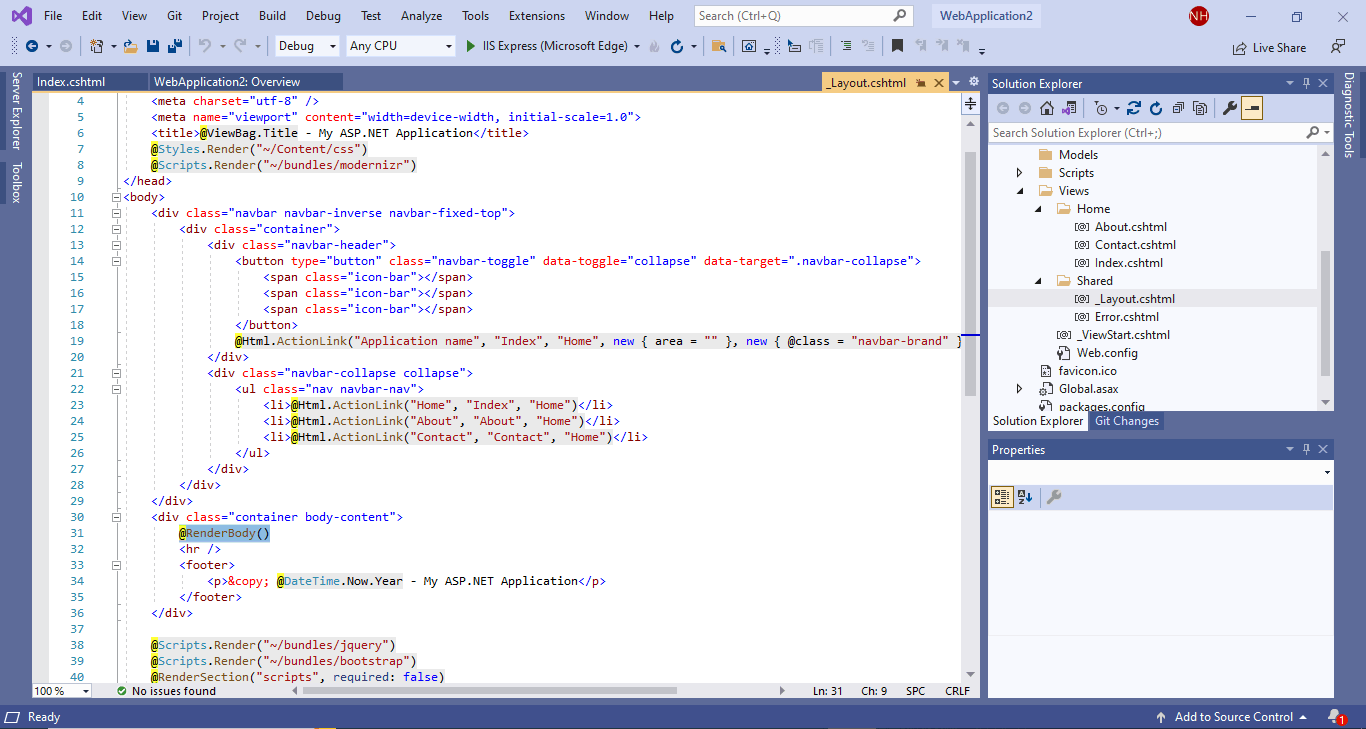 File Edit View Git Project Build Debug Test Analyze Tools Extensions Window Help Search (Ctrl+Q) WebApplication2 NH
Debug Any CPU IIS Express (Microsoft Edge) Live Share
Server Explorer
Toolbox
Index.cshtml WebApplication2: Overview _Layout.cshtml
4 <meta charset="utf-8" />
5 <meta name="viewport" content="width=device-width, initial-scale=1.0">
6 <title>@ViewBag.Title - My ASP.NET Application</title>
7 @Styles.Render("~/Content/css")
8 @Scripts.Render("~/bundles/modernizr")
9 </head>
10 <body>
11 <div class="navbar navbar-inverse navbar-fixed-top">
12 <div class="container">
13 <div class="navbar-header">
14 <button type="button" class="navbar-toggle" data-toggle="collapse" data-target=".navbar-collapse">
15 <span class="icon-bar"></span>
16 <span class="icon-bar"></span>
17 <span class="icon-bar"></span>
18 </button>
19 @Html.ActionLink("Application name", "Index", "Home", new { area = "" }, new { @class = "navbar-brand" }
20 </div>
21 <div class="navbar-collapse collapse">
22 <ul class="nav navbar-nav">
23 <li>@Html.ActionLink("Home", "Index", "Home")</li>
24 <li>@Html.ActionLink("About", "About", "Home")</li>
25 <li>@Html.ActionLink("Contact", "Contact", "Home")</li>
26 </ul>
27 </div>
28 </div>
29 </div>
30 <div class="container body-content">
31 @RenderBody()
32 <hr />
33 <footer>
34 <p>&copy; @DateTime.Now.Year - My ASP.NET Application</p>
35 </footer>
36 </div>
37
38 @Scripts.Render("~/bundles/jquery")
39 @Scripts.Render("~/bundles/bootstrap")
40 @RenderSection("scripts", required: false)
100 % No issues found Ln: 31 Ch: 9 SPC CRLF
Solution Explorer
Search Solution Explorer (Ctrl+;)
Models
Scripts
Views
Home
About.cshtml
Contact.cshtml
Index.cshtml
Shared
_Layout.cshtml
Error.cshtml
_ViewStart.cshtml
Web.config
favicon.ico
Global.asax
packages.config
Solution Explorer Git Changes
Properties
Diagnostic Tools
Ready Add to Source Control 1